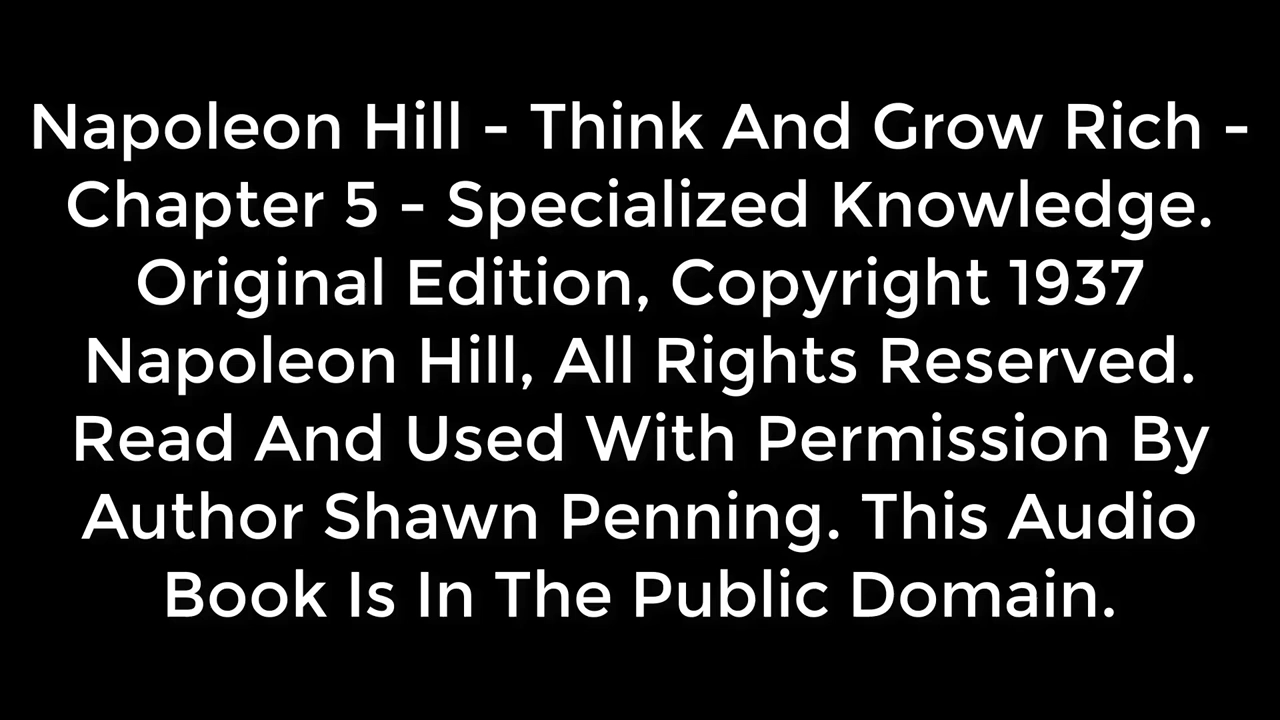 Napoleon Hill - Think And Grow Rich -
Chapter 5 - Specialized Knowledge.
Original Edition, Copyright 1937
Napoleon Hill, All Rights Reserved.
Read And Used With Permission By
Author Shawn Penning. This Audio
Book Is In The Public Domain.